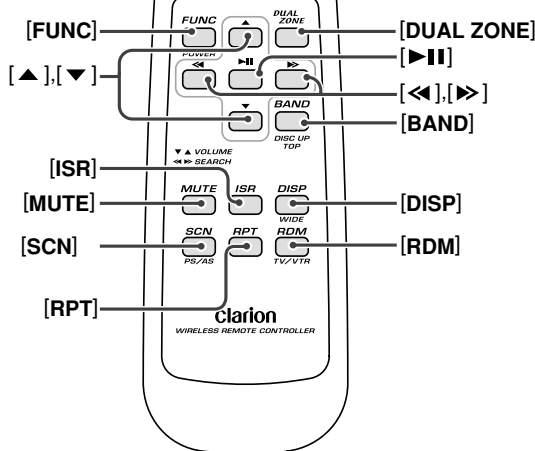 [FUNC]
[▲],[▼]
[ISR]
[MUTE]
[SCN]
[RPT]
FUNC
POWER
DUAL
ZONE
BAND
DISC UP
TOP
▼ ▲ VOLUME
◀◀ ▶▶ SEARCH
MUTE ISR DISP
WIDE
SCN RPT RDM
PS/AS TV/VTR
Clarion
WIRELESS REMOTE CONTROLLER
[DUAL ZONE]
[▶❚❚]
[◀◀],[▶▶]
[BAND]
[DISP]
[RDM]